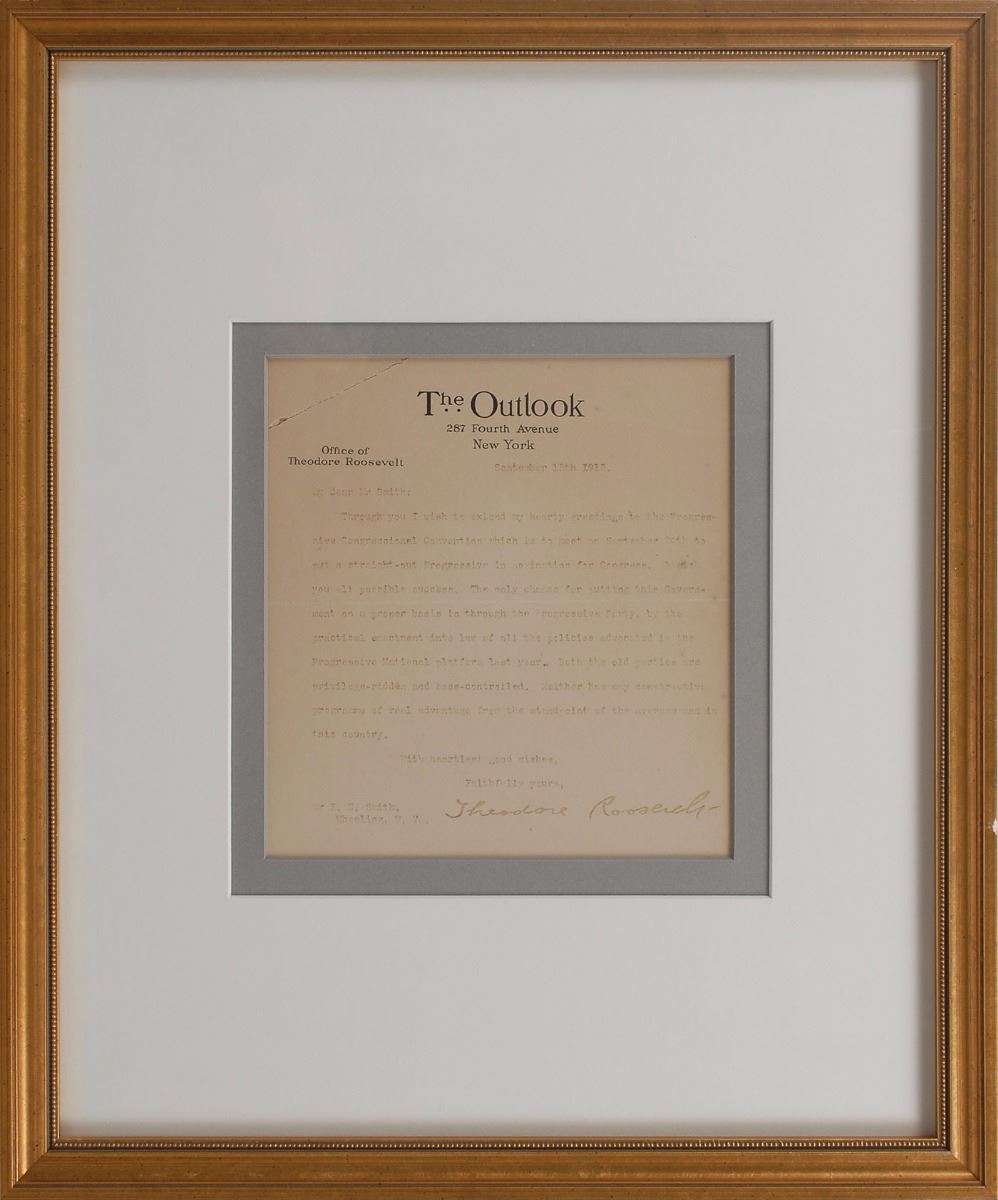 The Outlook
287 Fourth Avenue
New York
Office of
Theodore Roosevelt
September 1913.
My dear Mr Smith:
Through you I wish to extend my hearty greetings to the Progres-
sive Congressional Convention which is to meet on September to
put a straight-out Progressive in nomination for Congress. I wish
you all possible success. The only chance for putting this Govern-
ment on a proper basis is through the Progressive Party, by the
practical enactment into law of all the policies advocated in the
Progressive National platform last year. Both the old parties are
privilege-ridden and boss-controlled. Neither has any constructive
programme of real advantage from the standpoint of the average man in
this country.
With heartiest good wishes,
Faithfully yours,
Theodore Roosevelt
Mr Smith,
Wheeling, W. Va.